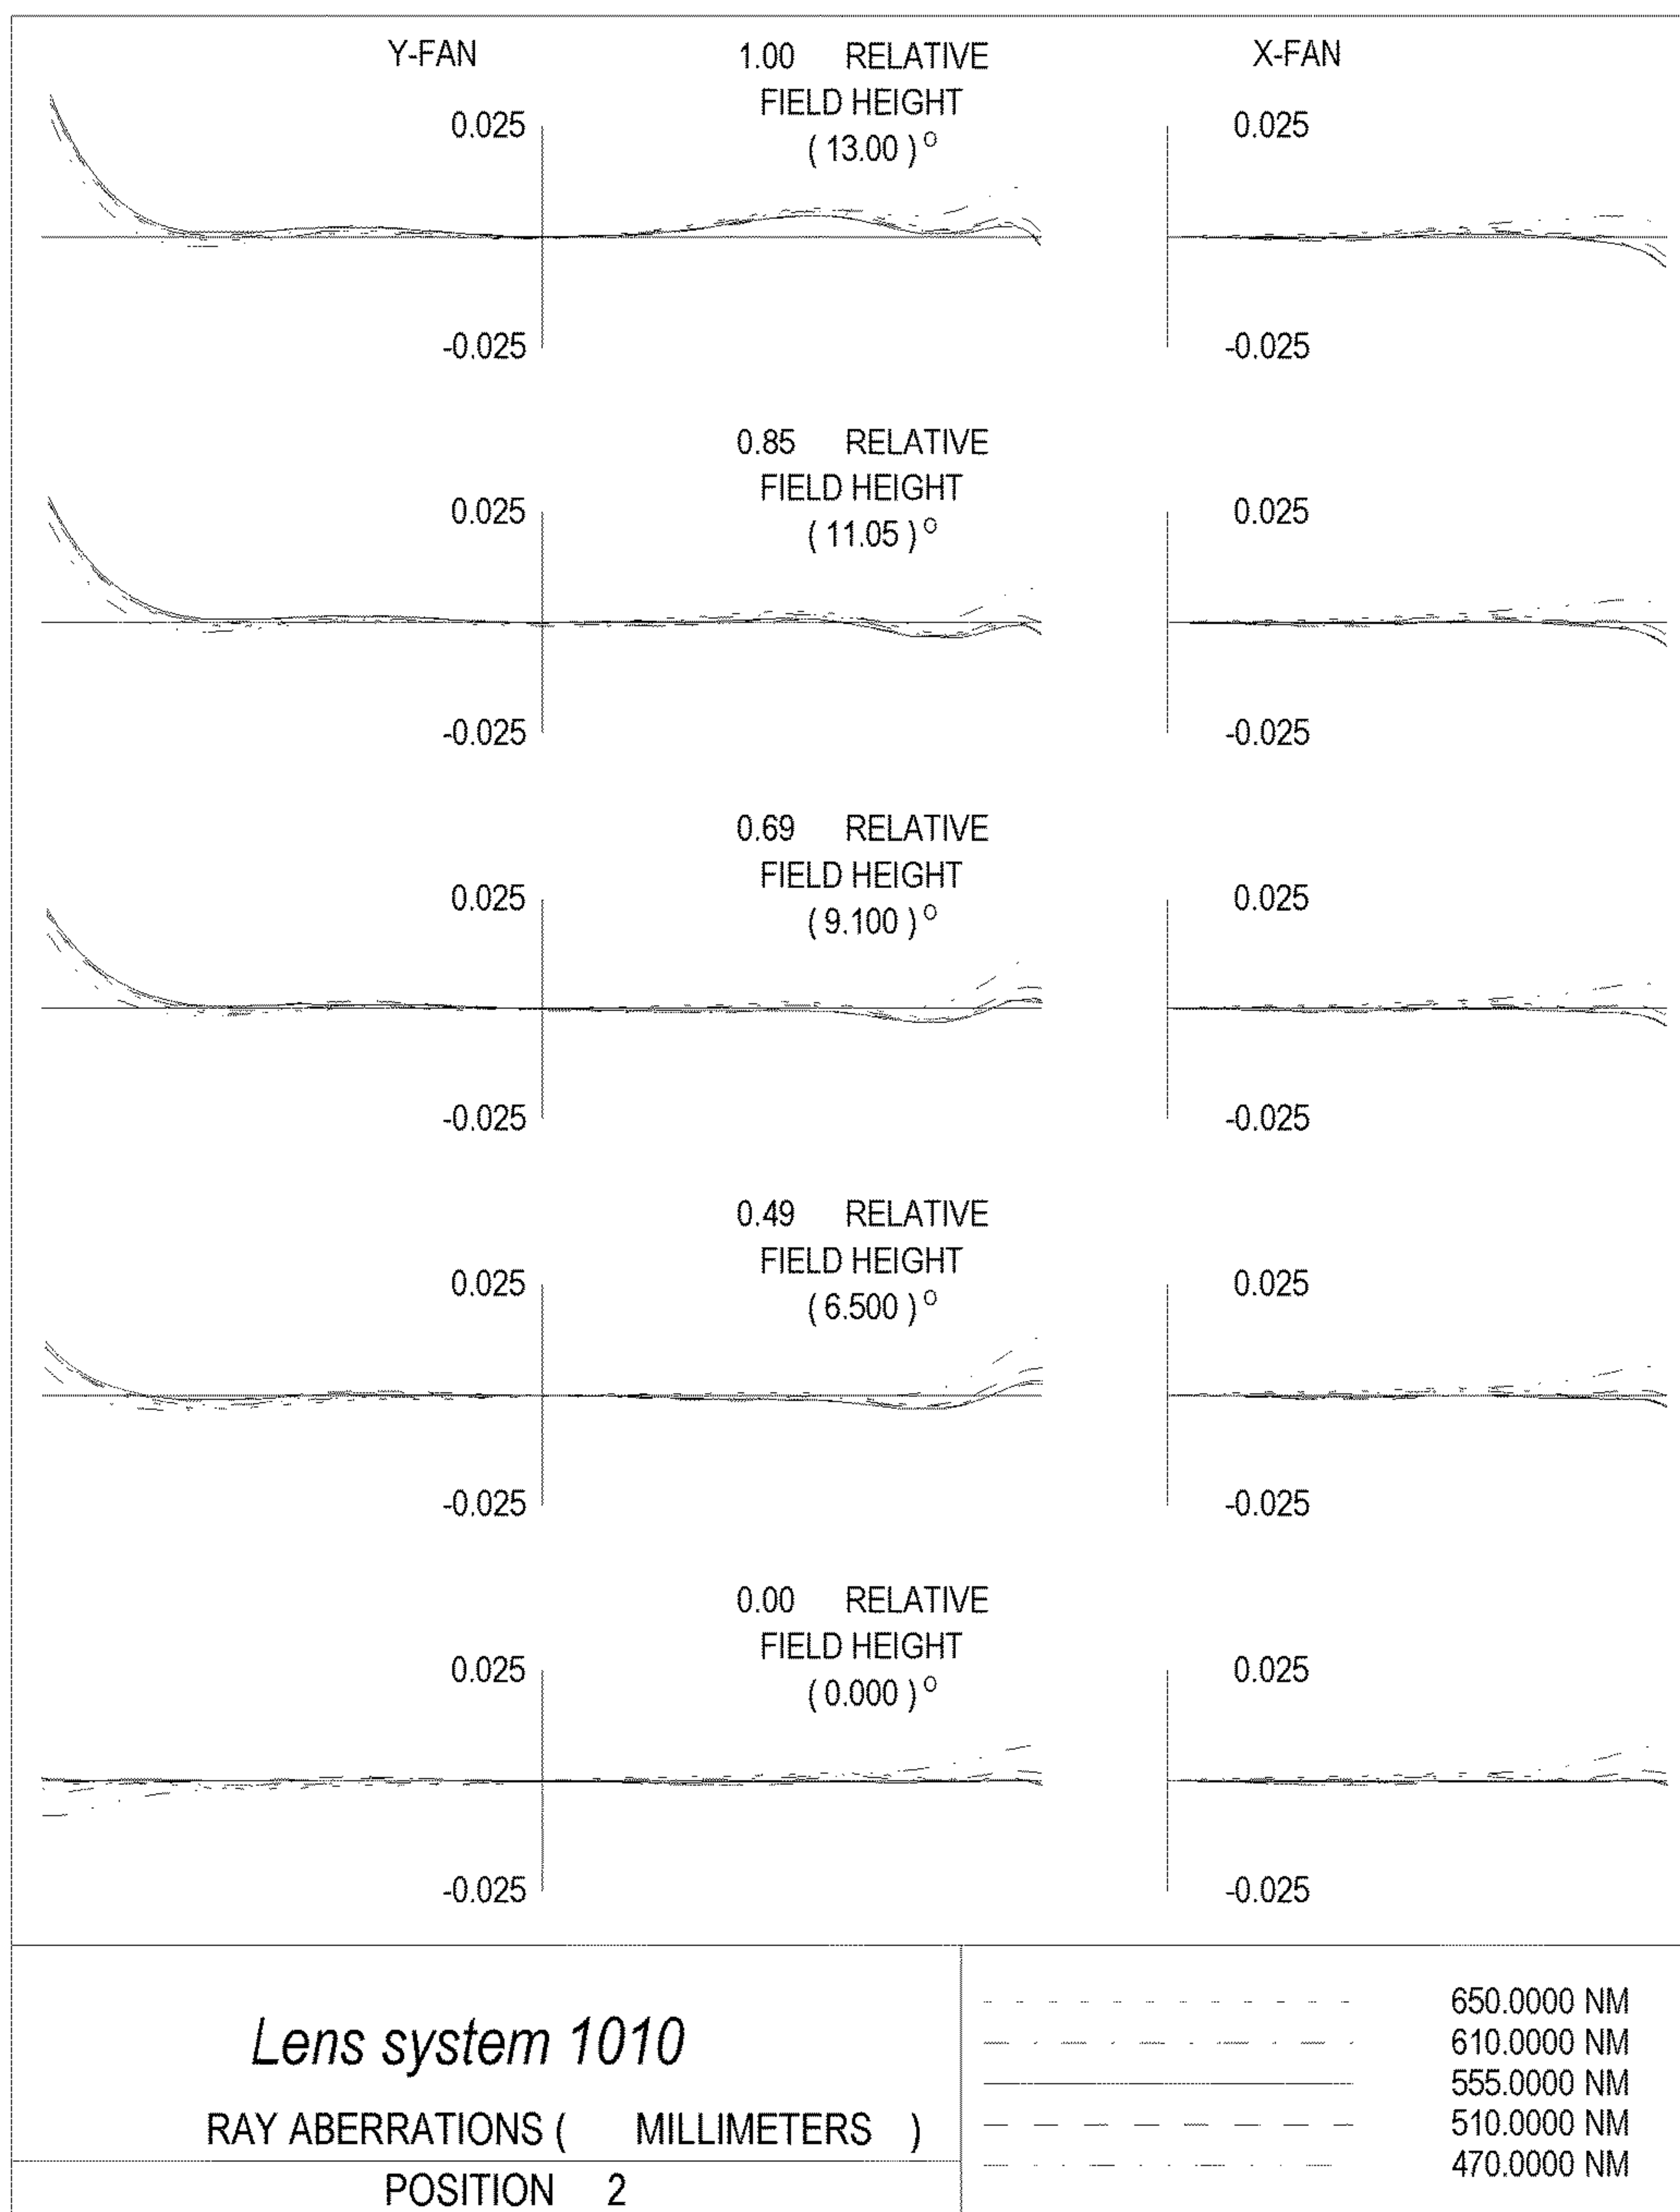 Y-FAN 1.00 RELATIVE X-FAN
FIELD HEIGHT
0.025 ( 13.00 ) O 0.025
-0.025 -0.025
0.85 RELATIVE
FIELD HEIGHT
0.025 ( 11.05 ) O 0.025
-0.025 -0.025
0.69 RELATIVE
FIELD HEIGHT
0.025 ( 9.100 ) O 0.025
-0.025 -0.025
0.49 RELATIVE
FIELD HEIGHT
0.025 ( 6.500 ) O 0.025
-0.025 -0.025
0.00 RELATIVE
FIELD HEIGHT
0.025 ( 0.000 ) O 0.025
-0.025 -0.025
Lens system 1010
RAY ABERRATIONS ( MILLIMETERS )
POSITION 2
650.0000 NM
610.0000 NM
555.0000 NM
510.0000 NM
470.0000 NM